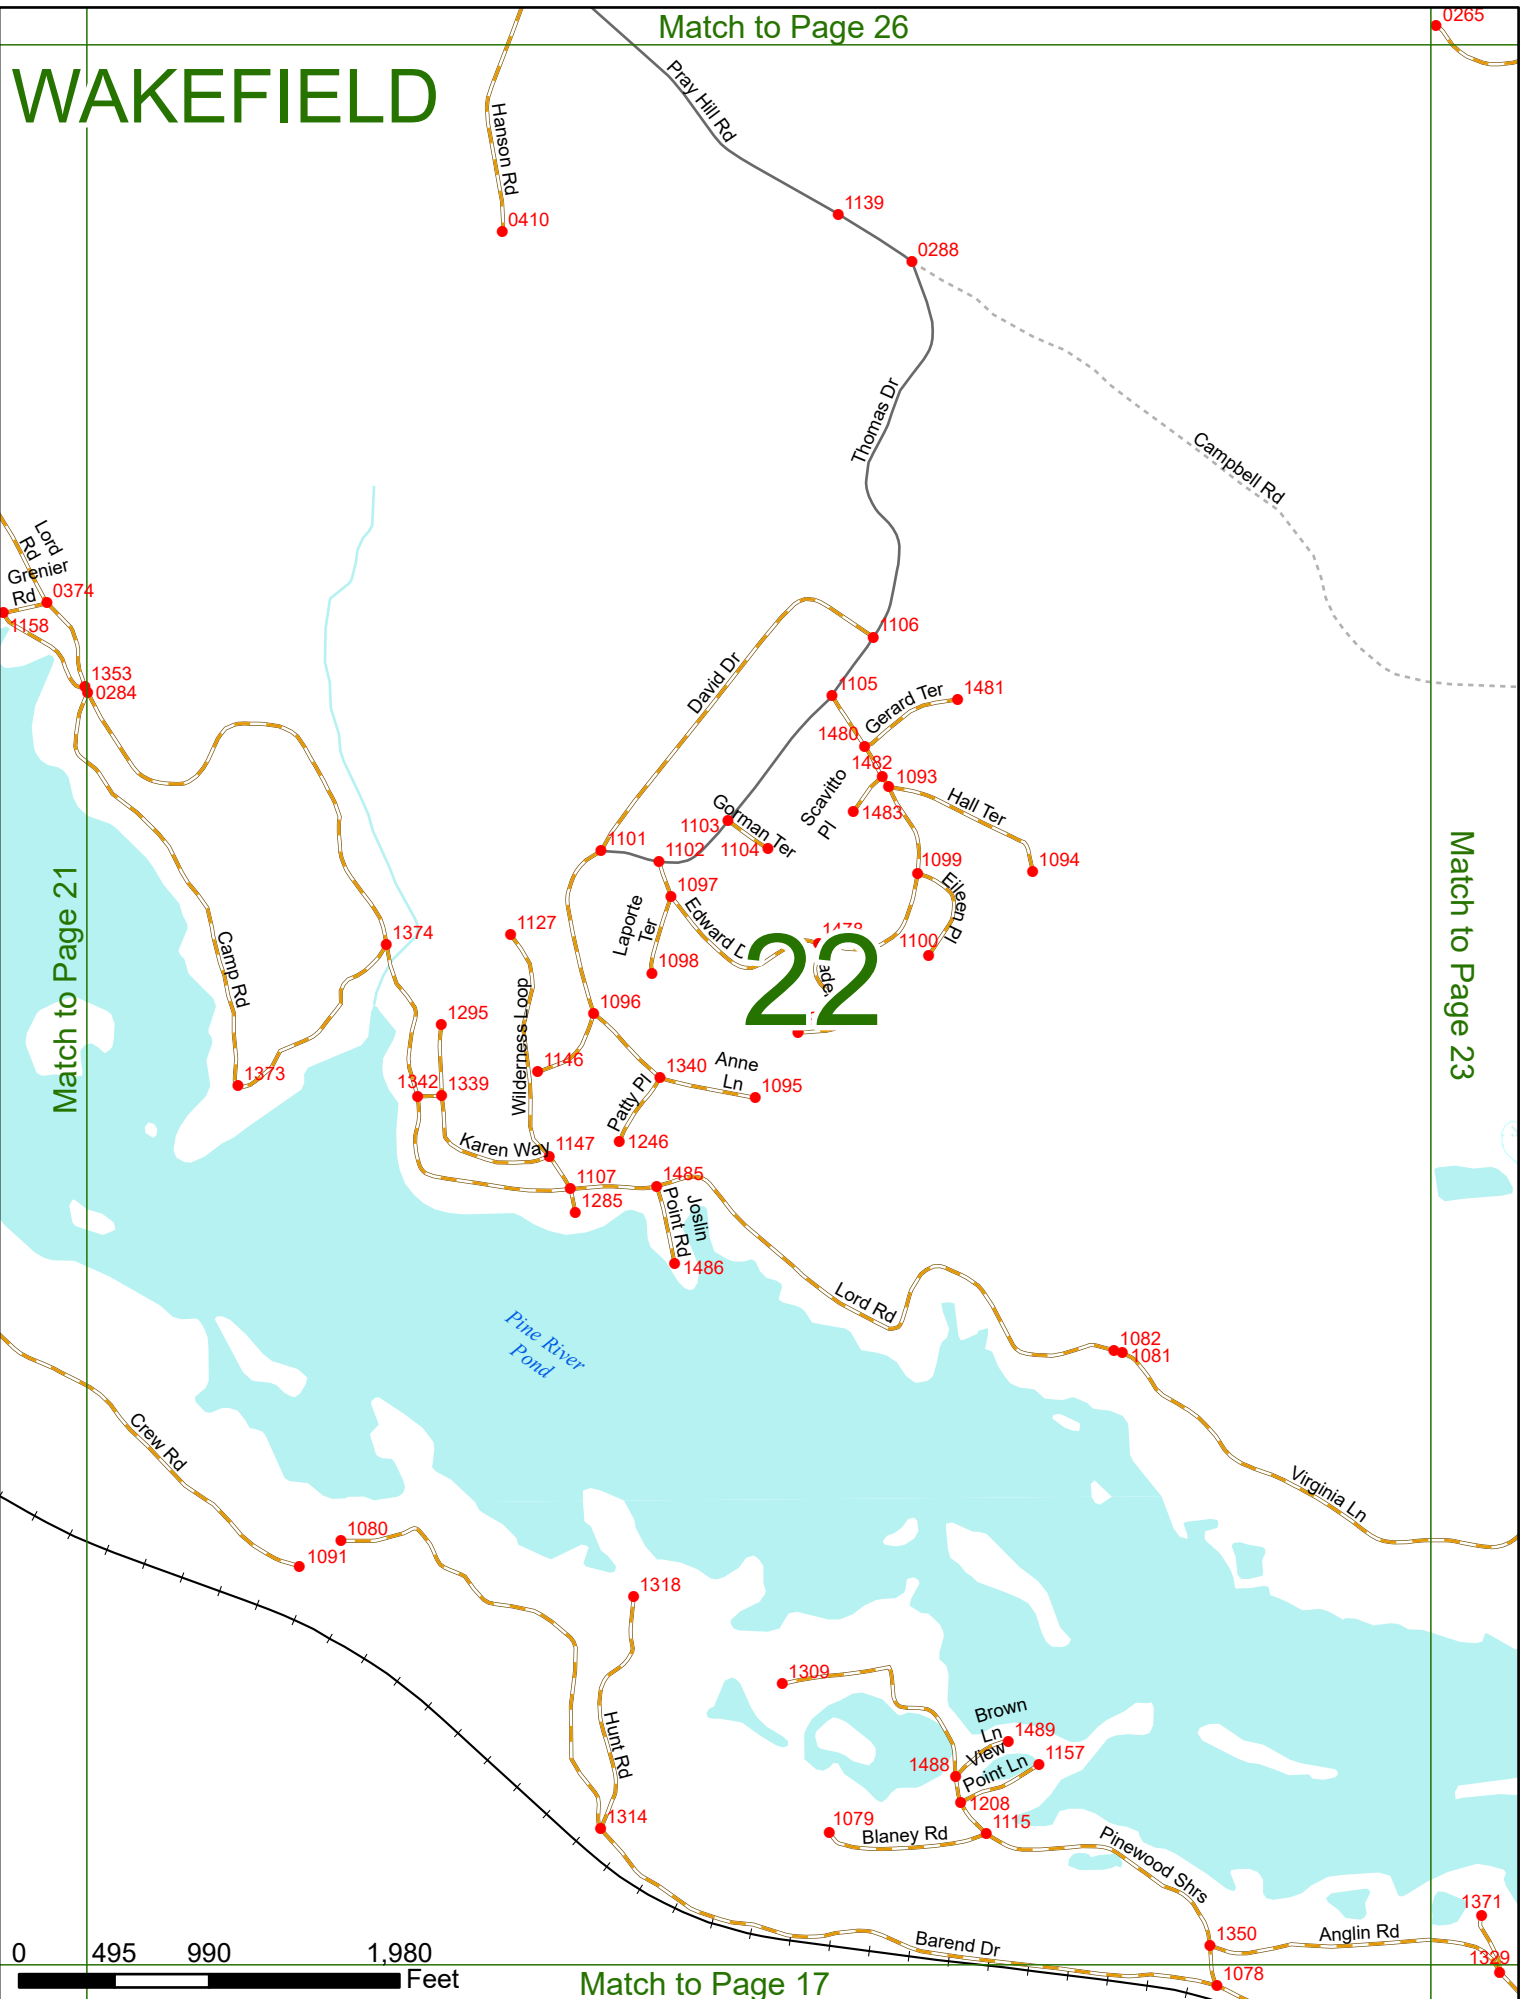 Match to Page 26
0265
WAKEFIELD
Pray Hill Rd
Hanson Rd
1139
0410
0288
Thomas Dr
Campbell Rd
Lord
Rd
Grenier
Rd
0374
1158
1106
1353
0284
David Dr
1105
Gerard Ter
1481
1480
1482
1093
Scavitto
Pl
1483
Hall Ter
Gorman Ter
1103
1104
1101
1102
1094
1099
Eileen Pl
Match to Page 21
Match to Page 23
1097
Laporte
Ter
Edward D
1127
1478
1100
22
Camp Rd
1374
1098
ade
1295
Wilderness Loop
1096
1146
1340
Anne
Ln
1095
1373
1342
1339
Patty Pl
1246
Karen Way
1147
1107
1485
1285
Joslin
Point Rd
1486
Lord Rd
Pine River
Pond
1082
1081
Crew Rd
Virginia Ln
1080
1091
1318
1309
Hunt Rd
Brown
Ln
1489
View
Point Ln
1157
1488
1208
1314
1079
1115
Blaney Rd
Pinewood Shrs
1371
1350
Anglin Rd
Barend Dr
1329
1078
0 495 990 1,980
Feet
Match to Page 17